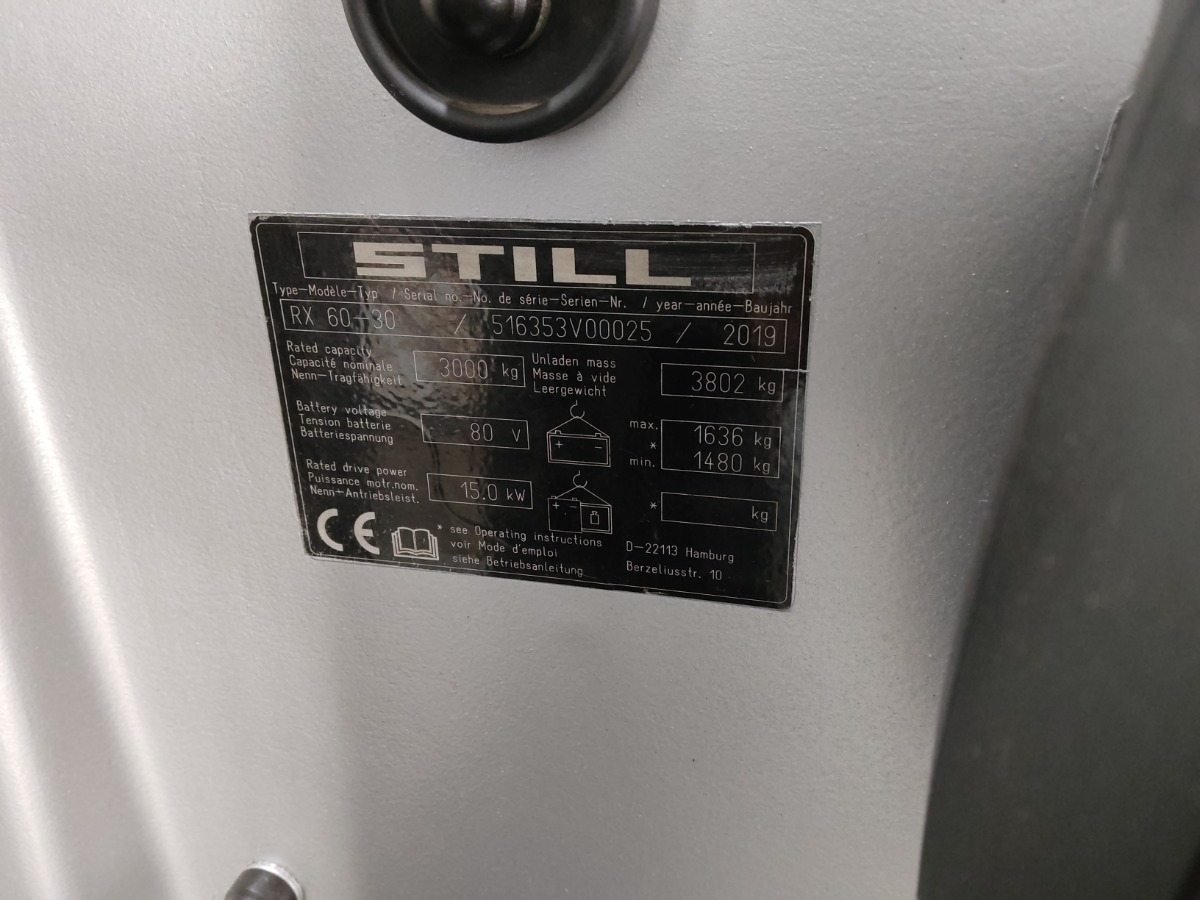 STILL
Type-Modèle-Typ / Serial no.-No. de série-Serien-Nr. / year-année-Baujahr
RX 60-30 / 516353V00025 / 2019
Rated capacity
Capacité nominale
Nenn-Tragfähigkeit
3000 kg
Unladen mass
Masse à vide
Leergewicht
3802 kg
Battery voltage
Tension batterie
Batteriespannung
80 V
+ -
max. 1636 kg
*
min. 1480 kg
Rated drive power
Puissance motr.nom.
Nenn-Antriebsleist.
15.0 kW
+ -
* kg
CE
* see Operating instructions
voir Mode d'emploi
siehe Betriebsanleitung
D-22113 Hamburg
Berzeliusstr. 10